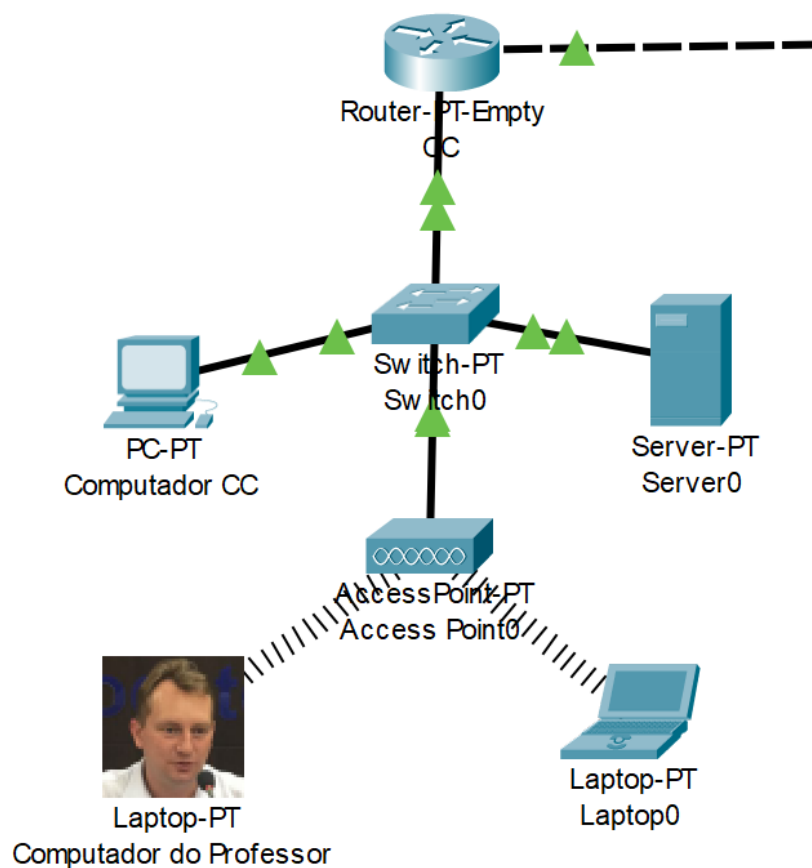 Router-PT-Empty
CC
Switch-PT
Switch0
PC-PT
Computador CC
Server-PT
Server0
AccessPoint-PT
Access Point0
Laptop-PT
Computador do Professor
Laptop-PT
Laptop0